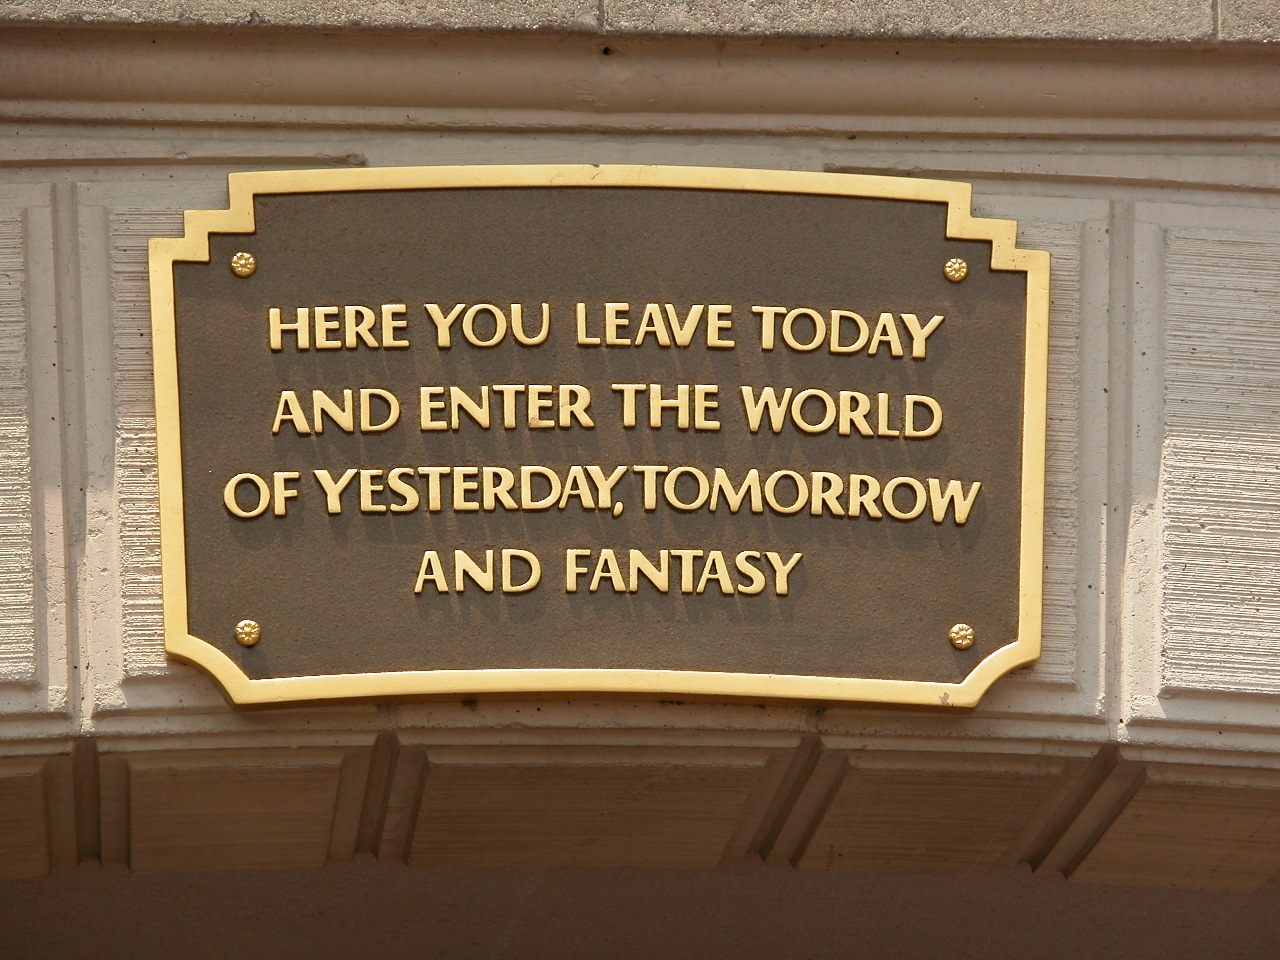 HERE YOU LEAVE TODAY
AND ENTER THE WORLD
OF YESTERDAY, TOMORROW
AND FANTASY